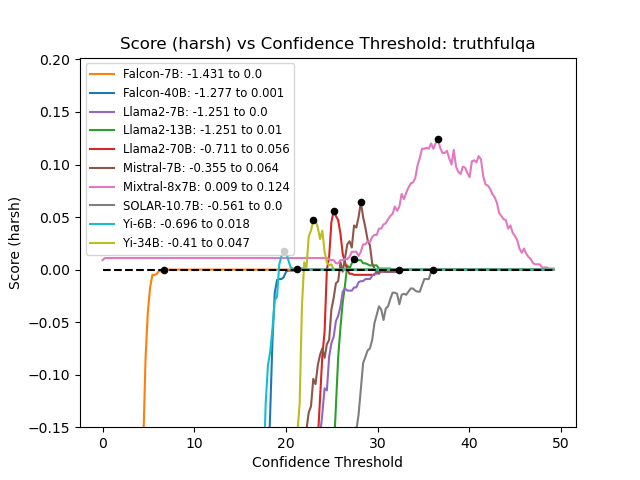 Score (harsh) vs Confidence Threshold: truthfulqa
0.20
0.15
0.10
0.05
0.00
−0.05
−0.10
−0.15
Score (harsh)
Falcon-7B: -1.431 to 0.0
Falcon-40B: -1.277 to 0.001
Llama2-7B: -1.251 to 0.0
Llama2-13B: -1.251 to 0.01
Llama2-70B: -0.711 to 0.056
Mistral-7B: -0.355 to 0.064
Mixtral-8x7B: 0.009 to 0.124
SOLAR-10.7B: -0.561 to 0.0
Yi-6B: -0.696 to 0.018
Yi-34B: -0.41 to 0.047
0 10 20 30 40 50
Confidence Threshold